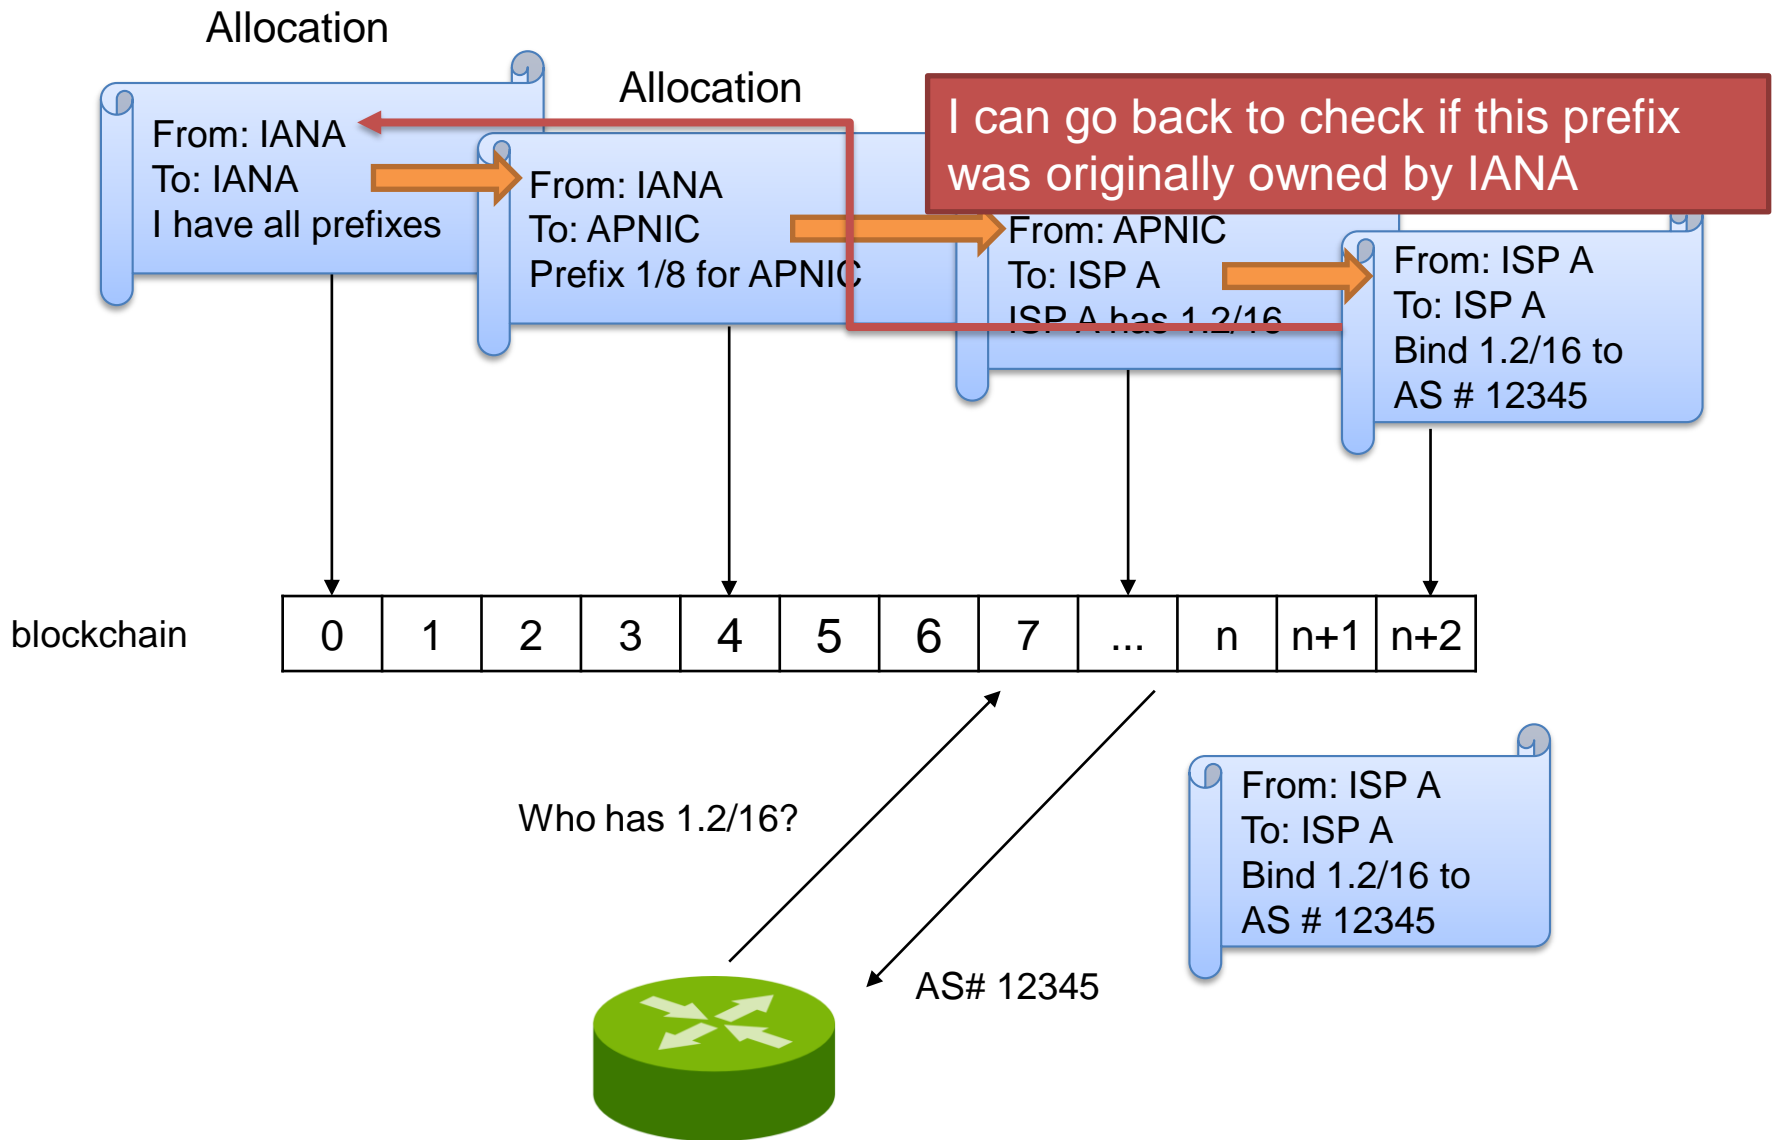 Allocation
From: IANA
To: IANA
I have all prefixes
Allocation
From: IANA
To: APNIC
Prefix 1/8 for APNIC
I can go back to check if this prefix
was originally owned by IANA
From: APNIC
To: ISP A
ISP A has 1.2/16
From: ISP A
To: ISP A
Bind 1.2/16 to
AS # 12345
blockchain
0 1 2 3 4 5 6 7 ... n n+1 n+2
Who has 1.2/16?
AS# 12345
From: ISP A
To: ISP A
Bind 1.2/16 to
AS # 12345